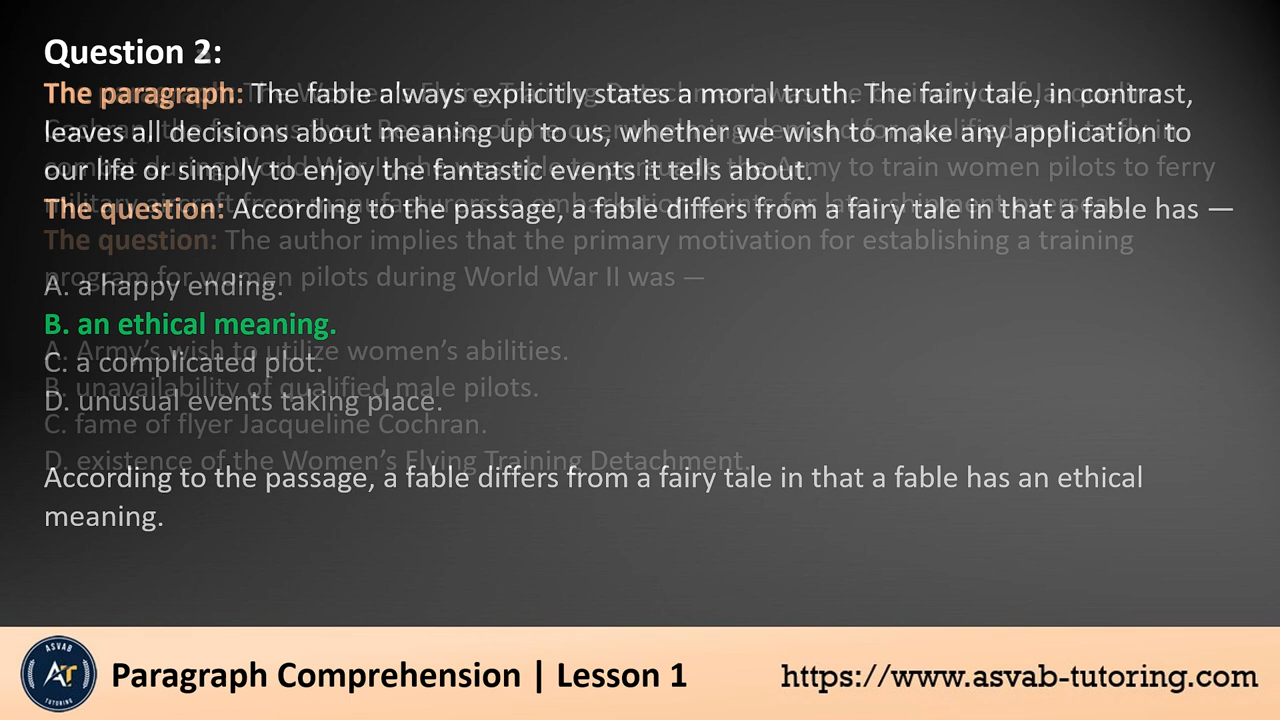 Question 2:
The paragraph: The fable always explicitly states a moral truth. The fairy tale, in contrast,
leaves all decisions about meaning up to us, whether we wish to make any application to
our life or simply to enjoy the fantastic events it tells about.
The question: According to the passage, a fable differs from a fairy tale in that a fable has —
The question: The author implies that the primary motivation for establishing a training
program for women pilots during World War II was —
A. a happy ending.
B. an ethical meaning.
A. Army's wish to utilize women's abilities.
C. a complicated plot.
B. unavailability of qualified male pilots.
D. unusual events taking place.
C. fame of flyer Jacqueline Cochran.
D. existence of the Women's Flying Training Detachment.
According to the passage, a fable differs from a fairy tale in that a fable has an ethical
meaning.
ASVAB
AT
TUTORING
Paragraph Comprehension | Lesson 1
https://www.asvab-tutoring.com